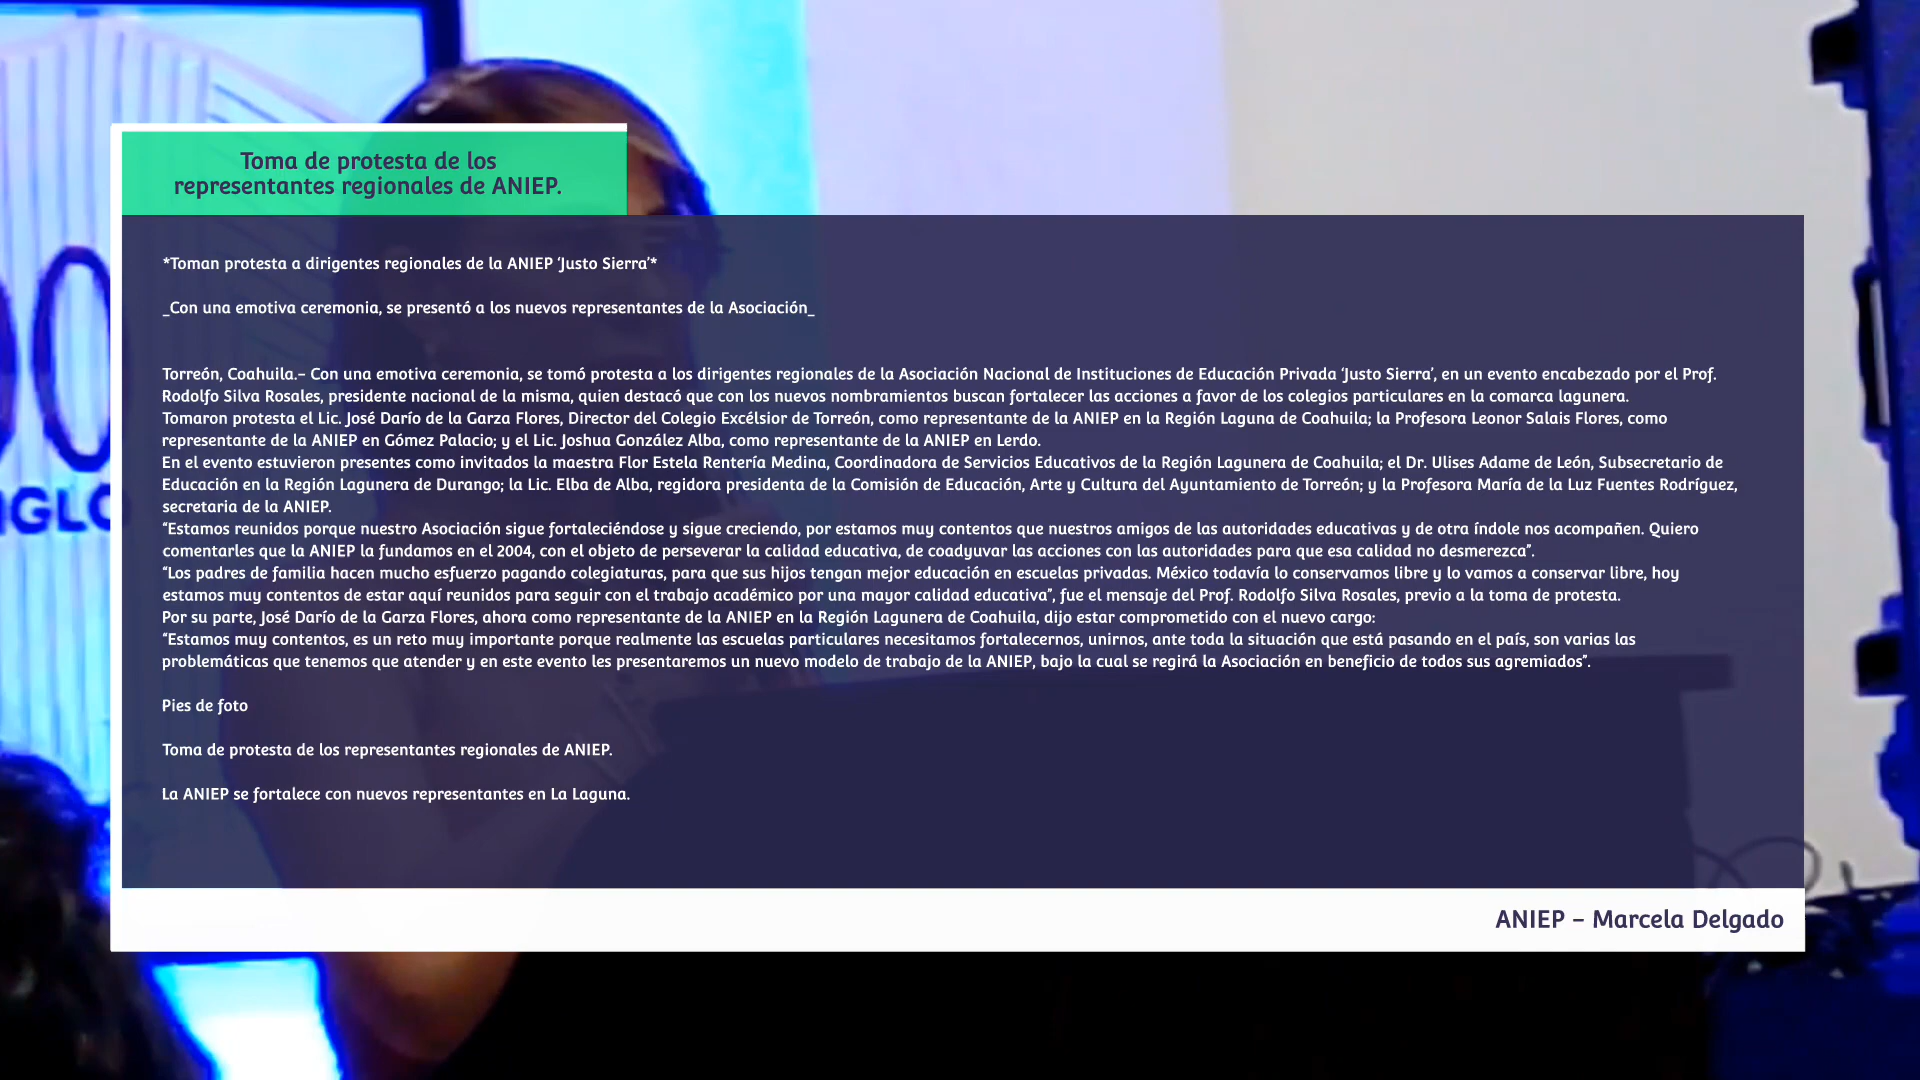 Toma de protesta de los
representantes regionales de ANIEP.
*Toman protesta a dirigentes regionales de la ANIEP ‘Justo Sierra’*
_Con una emotiva ceremonia, se presentó a los nuevos representantes de la Asociación_
Torreón, Coahuila.– Con una emotiva ceremonia, se tomó protesta a los dirigentes regionales de la Asociación Nacional de Instituciones de Educación Privada ‘Justo Sierra’, en un evento encabezado por el Prof.
Rodolfo Silva Rosales, presidente nacional de la misma, quien destacó que con los nuevos nombramientos buscan fortalecer las acciones a favor de los colegios particulares en la comarca lagunera.
Tomaron protesta el Lic. José Darío de la Garza Flores, Director del Colegio Excélsior de Torreón, como representante de la ANIEP en la Región Laguna de Coahuila; la Profesora Leonor Salais Flores, como
representante de la ANIEP en Gómez Palacio; y el Lic. Joshua González Alba, como representante de la ANIEP en Lerdo.
En el evento estuvieron presentes como invitados la maestra Flor Estela Rentería Medina, Coordinadora de Servicios Educativos de la Región Lagunera de Coahuila; el Dr. Ulises Adame de León, Subsecretario de
Educación en la Región Lagunera de Durango; la Lic. Elba de Alba, regidora presidenta de la Comisión de Educación, Arte y Cultura del Ayuntamiento de Torreón; y la Profesora María de la Luz Fuentes Rodríguez,
secretaria de la ANIEP.
“Estamos reunidos porque nuestro Asociación sigue fortaleciéndose y sigue creciendo, por estamos muy contentos que nuestros amigos de las autoridades educativas y de otra índole nos acompañen. Quiero
comentarles que la ANIEP la fundamos en el 2004, con el objeto de perseverar la calidad educativa, de coadyuvar las acciones con las autoridades para que esa calidad no desmerezca”.
“Los padres de familia hacen mucho esfuerzo pagando colegiaturas, para que sus hijos tengan mejor educación en escuelas privadas. México todavía lo conservamos libre y lo vamos a conservar libre, hoy
estamos muy contentos de estar aquí reunidos para seguir con el trabajo académico por una mayor calidad educativa”, fue el mensaje del Prof. Rodolfo Silva Rosales, previo a la toma de protesta.
Por su parte, José Darío de la Garza Flores, ahora como representante de la ANIEP en la Región Lagunera de Coahuila, dijo estar comprometido con el nuevo cargo:
“Estamos muy contentos, es un reto muy importante porque realmente las escuelas particulares necesitamos fortalecernos, unirnos, ante toda la situación que está pasando en el país, son varias las
problemáticas que tenemos que atender y en este evento les presentaremos un nuevo modelo de trabajo de la ANIEP, bajo la cual se regirá la Asociación en beneficio de todos sus agremiados”.
Pies de foto
Toma de protesta de los representantes regionales de ANIEP.
La ANIEP se fortalece con nuevos representantes en La Laguna.
ANIEP – Marcela Delgado